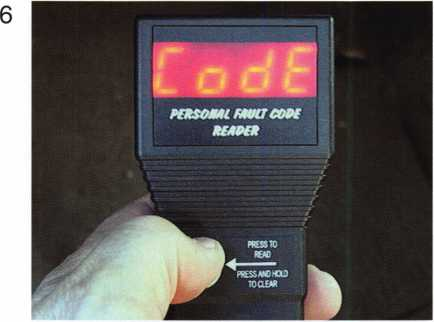 6
CodE
PERSONAL FAULT CODE
READER
PRESS TO
READ
PRESS AND HOLD
TO CLEAR